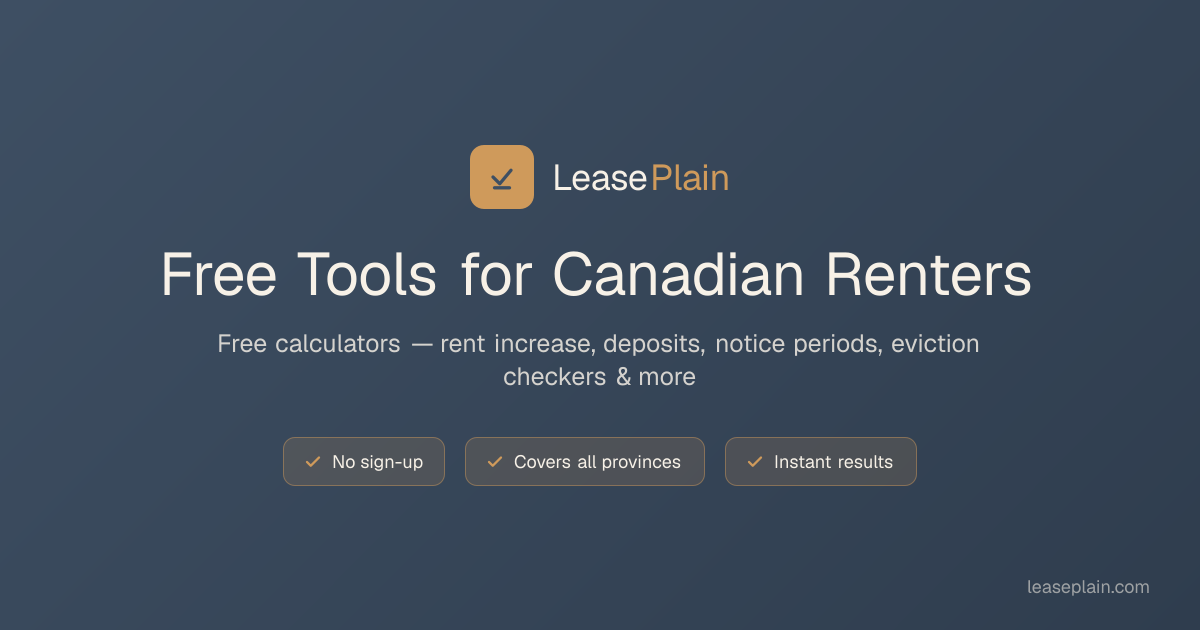 LeasePlain
Free Tools for Canadian Renters
Free calculators — rent increase, deposits, notice periods, eviction
checkers & more
No sign-up
Covers all provinces
Instant results
leaseplain.com